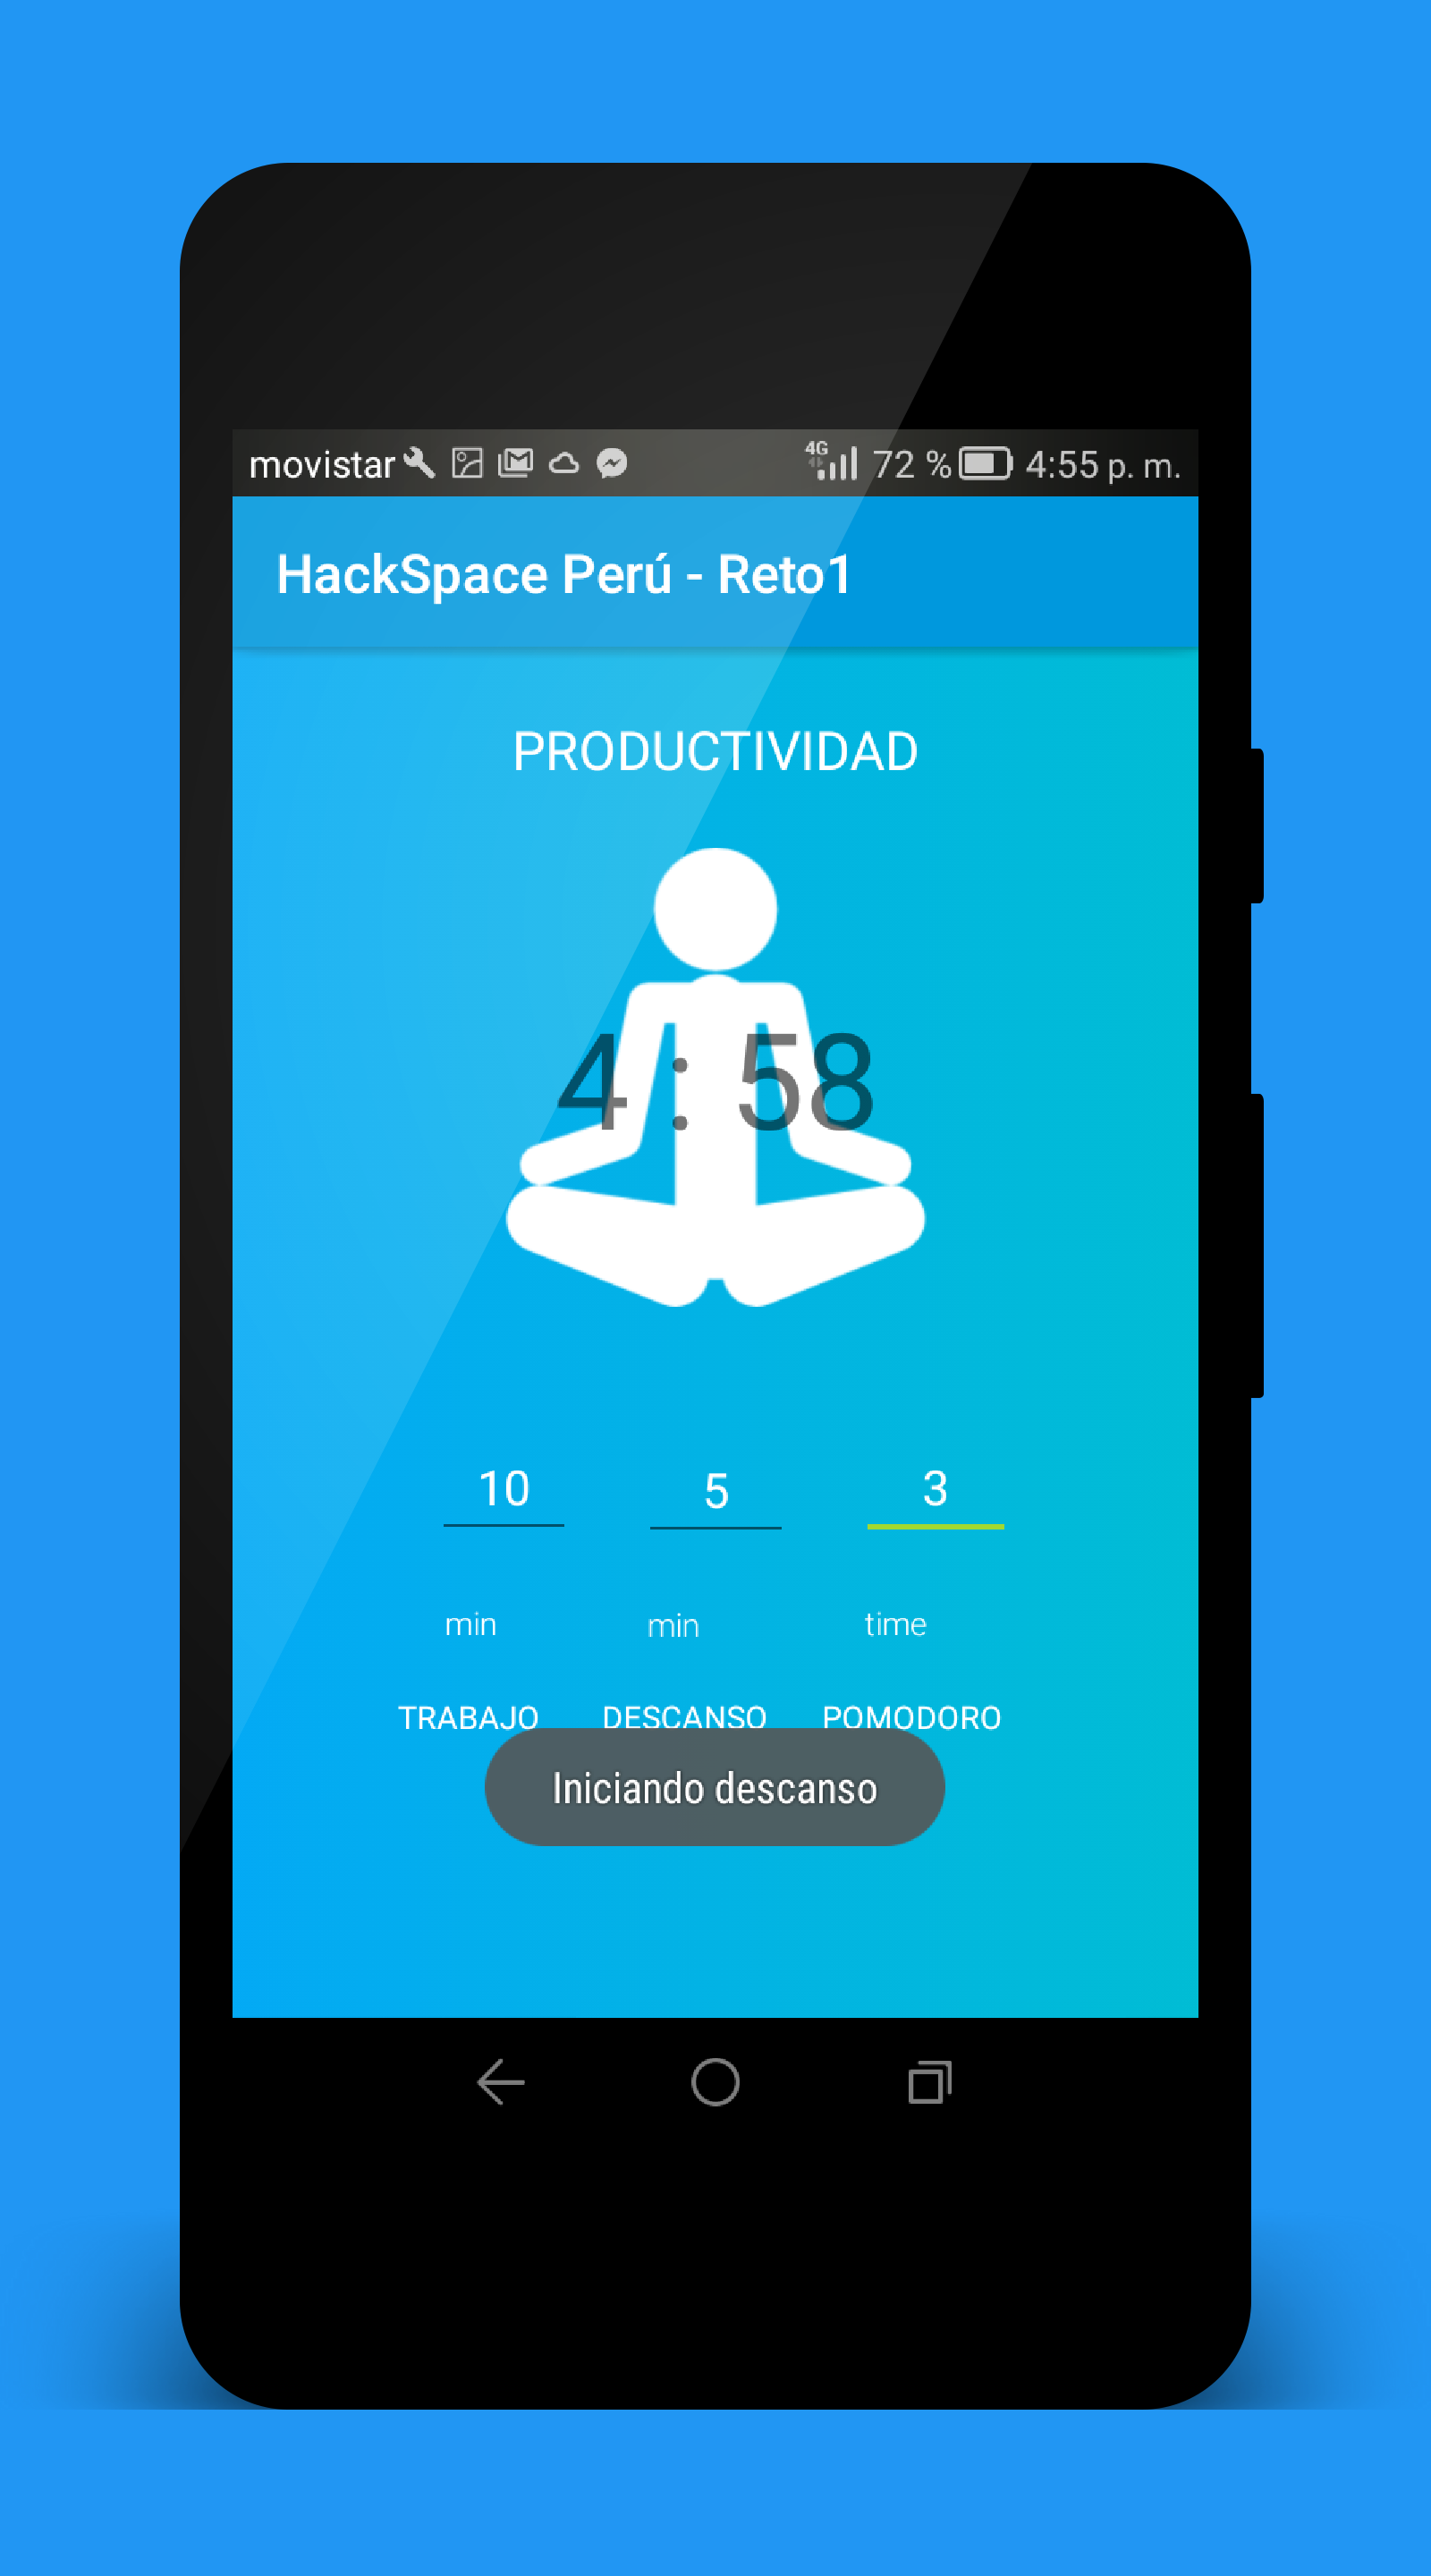 movistar 4G 72 % 4:55 p. m.
HackSpace Perú - Reto1
PRODUCTIVIDAD
4 : 58
10 5 3
min min time
TRABAJO DESCANSO POMODORO
Iniciando descanso